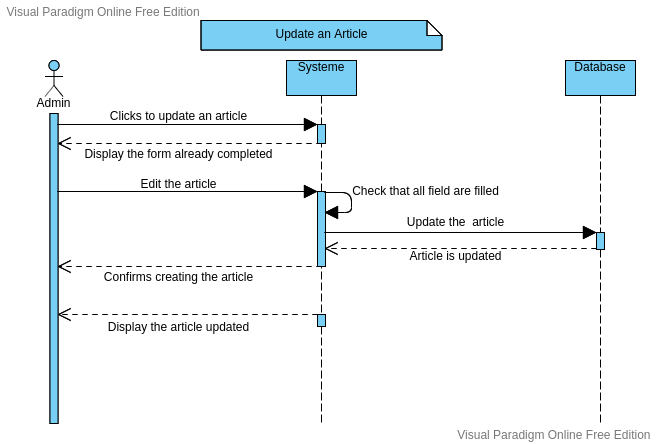 Visual Paradigm Online Free Edition
Update an Article
Systeme
Database
Admin
Clicks to update an article
Display the form already completed
Edit the article
Check that all field are filled
Update the  article
Article is updated
Confirms creating the article
Display the article updated
Visual Paradigm Online Free Edition